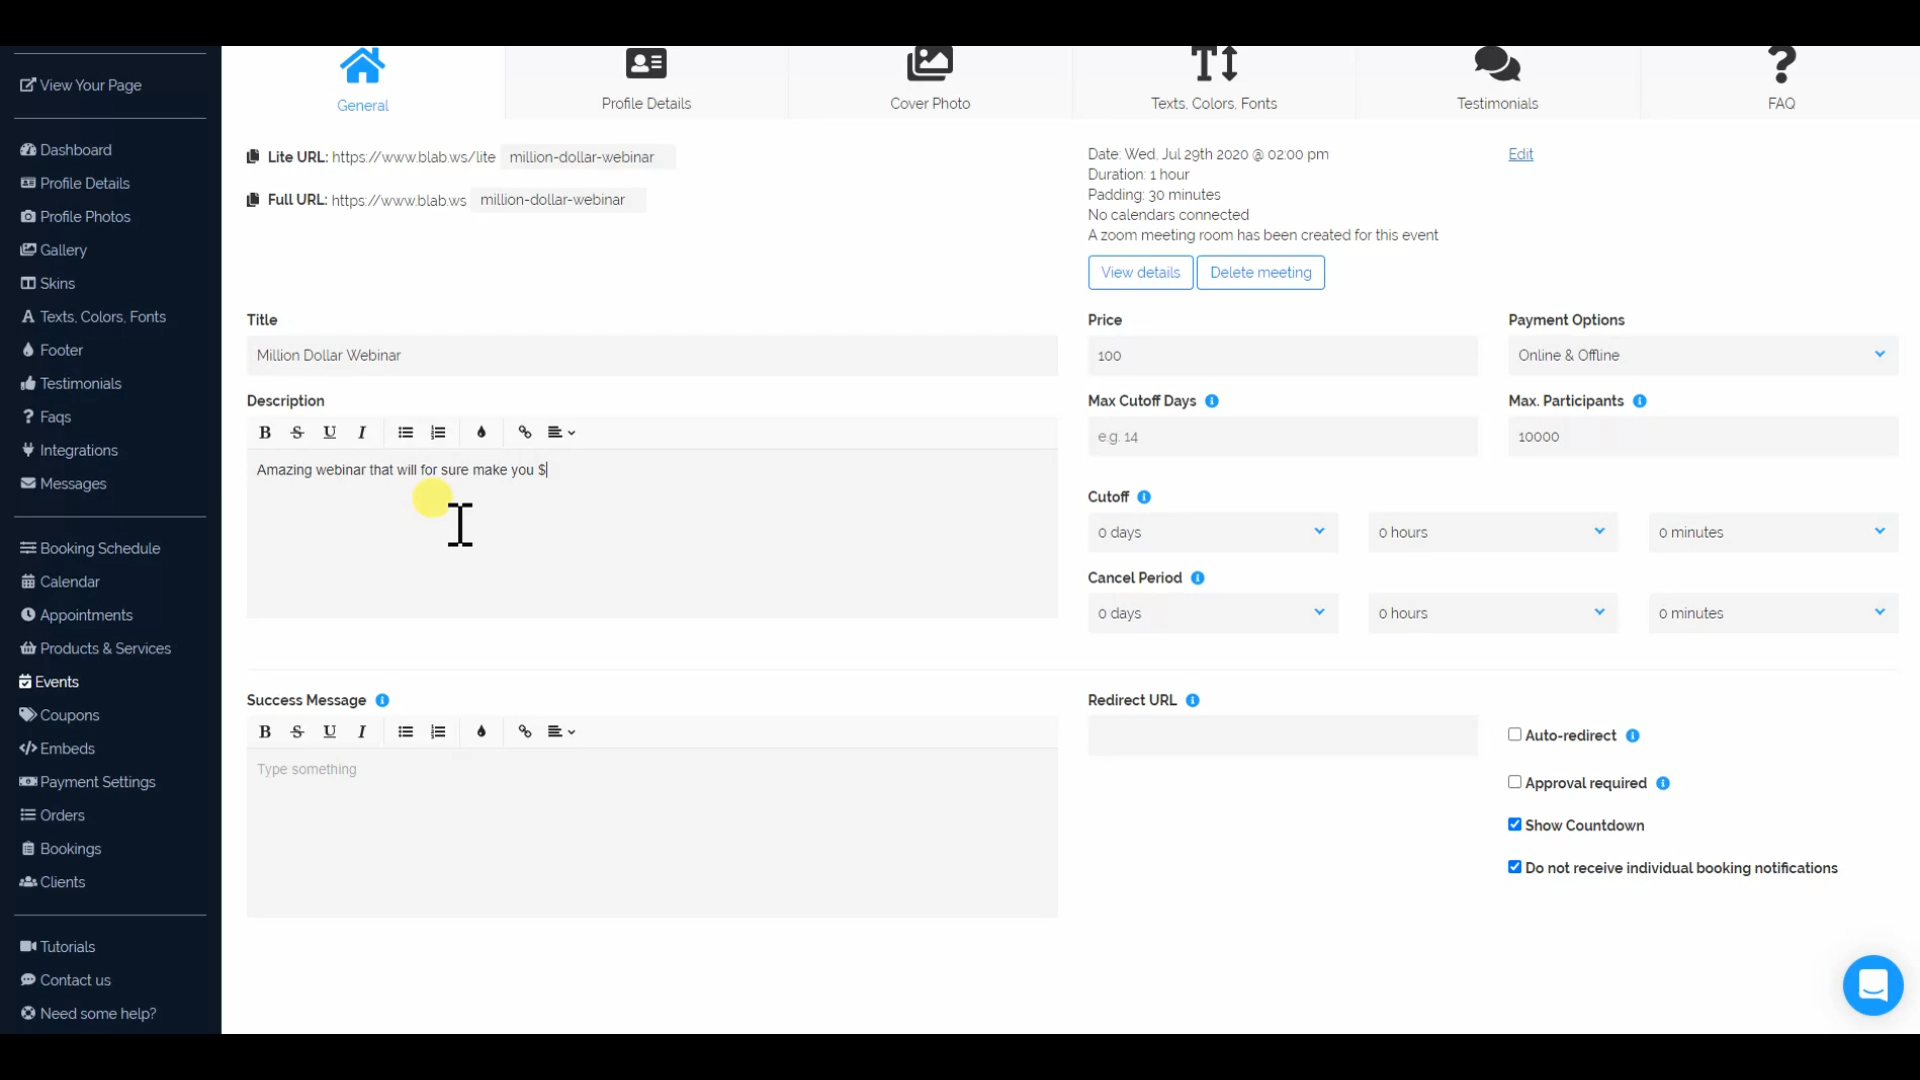 View Your Page
Dashboard
Profile Details
Profile Photos
Gallery
Skins
Texts, Colors, Fonts
Footer
Testimonials
Faqs
Integrations
Messages
Booking Schedule
Calendar
Appointments
Products & Services
Events
Coupons
Embeds
Payment Settings
Orders
Bookings
Clients
Tutorials
Contact us
Need some help?
General
Profile Details
Cover Photo
Texts, Colors, Fonts
Testimonials
FAQ
Lite URL: https://www.blab.ws/lite million-dollar-webinar
Full URL: https://www.blab.ws million-dollar-webinar
Date: Wed, Jul 29th 2020 @ 02:00 pm
Edit
Duration: 1 hour
Padding: 30 minutes
No calendars connected
A zoom meeting room has been created for this event
View details
Delete meeting
Title
Million Dollar Webinar
Description
B S U I
Amazing webinar that will for sure make you $
Price
100
Payment Options
Online & Offline
Max Cutoff Days
e.g. 14
Max. Participants
10000
Cutoff
0 days
0 hours
0 minutes
Cancel Period
0 days
0 hours
0 minutes
Success Message
B S U I
Type something
Redirect URL
Auto-redirect
Approval required
Show Countdown
Do not receive individual booking notifications